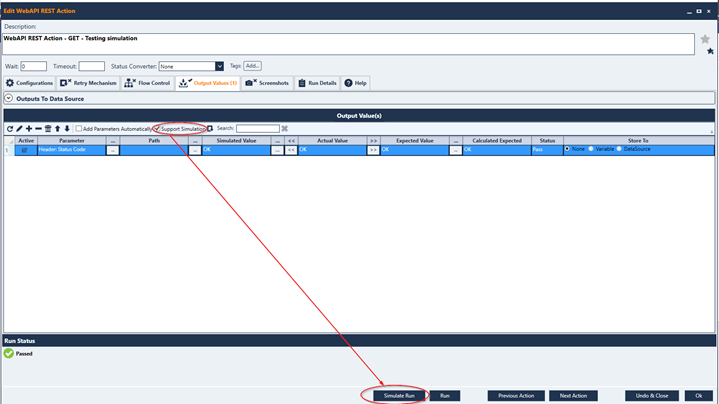 Edit WebAPI REST Action
Description:
WebAPI REST Action - GET - Testing simulation
Wait: 0 Timeout: Status Converter: None Tags: Add..
Configurations Retry Mechanism Flow Control Output Values (1) Screenshots Run Details Help
Outputs To Data Source
Output Value(s)
Add Parameters Automatically Support Simulation Search:
Active Parameter ... Path ... Simulated Value ... << Actual Value >> Expected Value ... Calculated Expected Status Store To
1 Header: Status Code ... ... OK ... << OK >> OK ... OK Pass None Variable DataSource
Run Status
Passed
Simulate Run Run Previous Action Next Action Undo & Close Ok